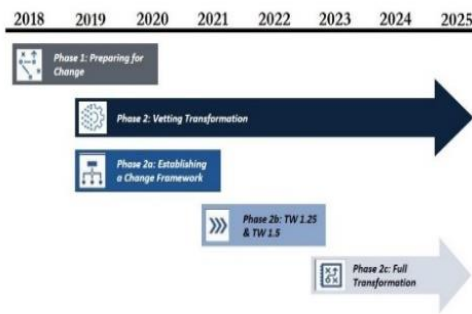 2018 2019 2020 2021 2022 2023 2024 2025
Phase 1: Preparing for
Change
Phase 2: Vetting Transformation
Phase 2a: Establishing
a Change Framework
Phase 2b: TW 1.25
& TW 1.5
Phase 2c: Full
Transformation